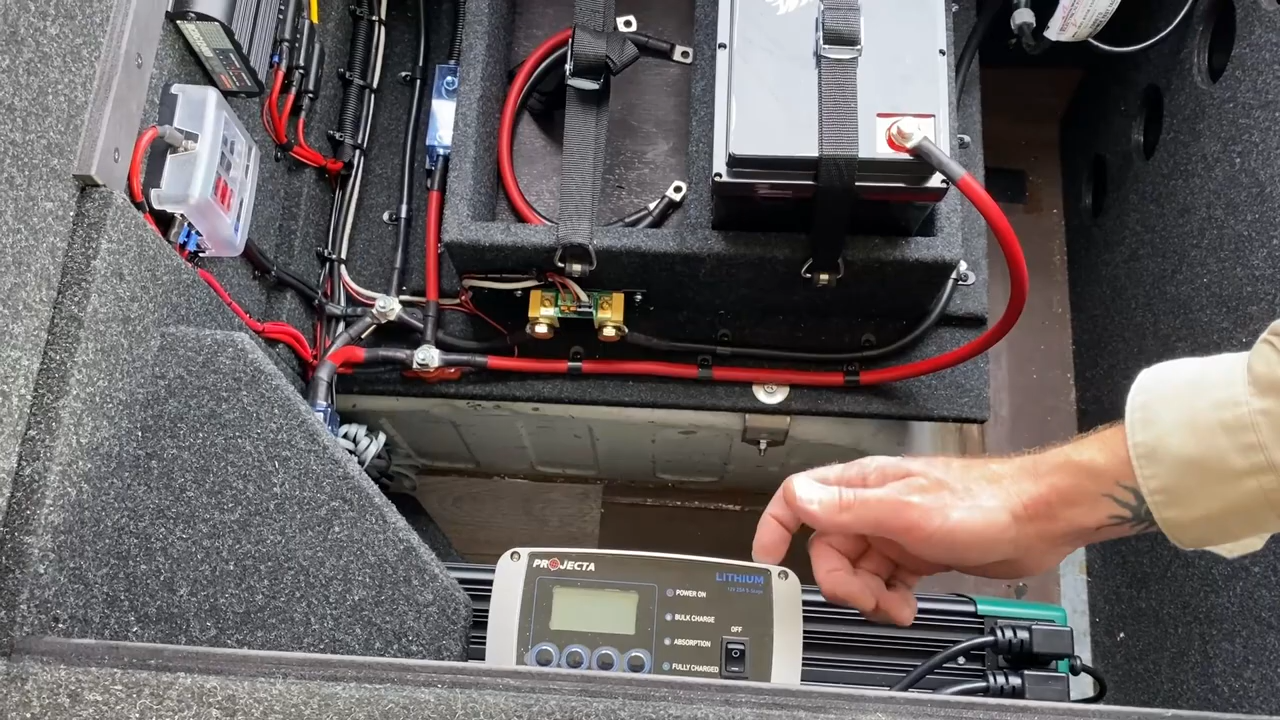 PROJECTA
LITHIUM
POWER ON
BULK CHARGE
ABSORPTION
FULLY CHARGED
OFF